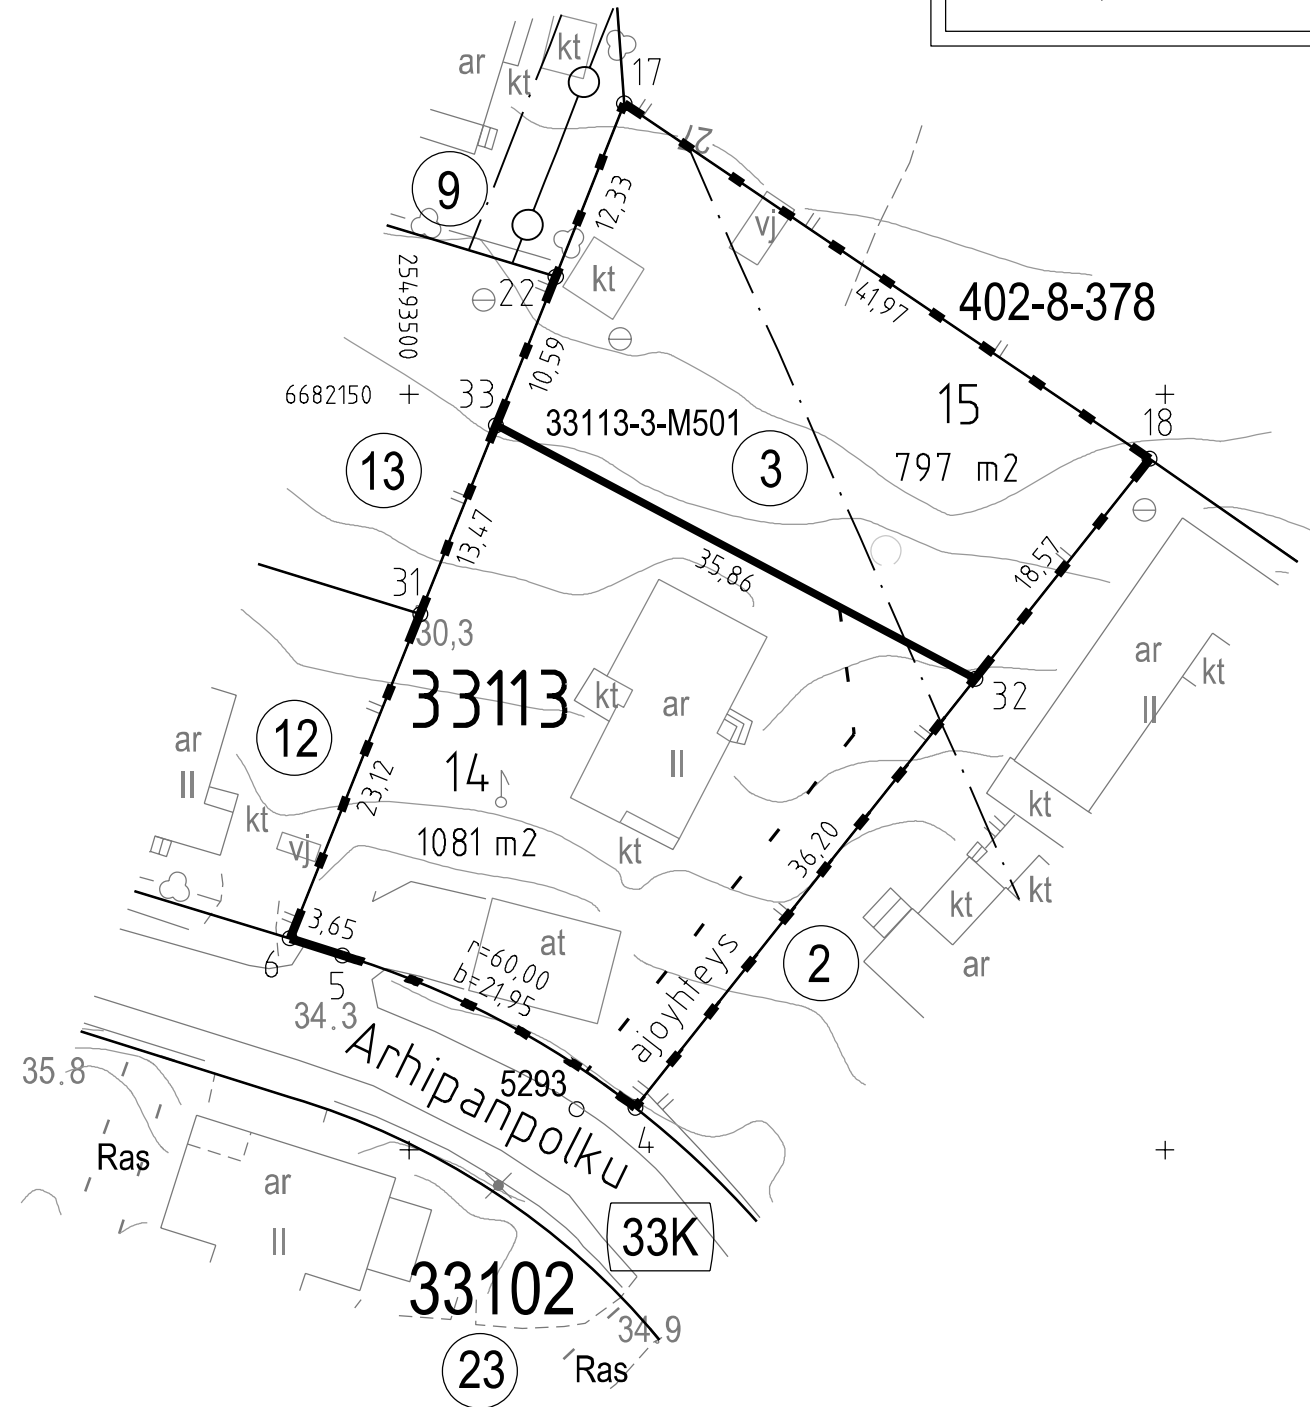 kt
ar
kt
17
27
9
12,33
vj
kt
25493500
22
41,97
402-8-378
10,59
6682150
33
15
18
33113-3-M501
13
3
797 m2
13,47
35,86
18,57
31
30,3
33113
kt
ar
II
ar
II
kt
32
12
ar
II
14
23,12
kt
kt
vj
1081 m2
kt
36,20
kt
kt
3,65
at
r=60,00
b=21,95
ajoyhteys
2
ar
6
5
34.3
Arhipanpolku
35.8
5293
4
Ras
ar
II
33K
33102
34.9
23
Ras